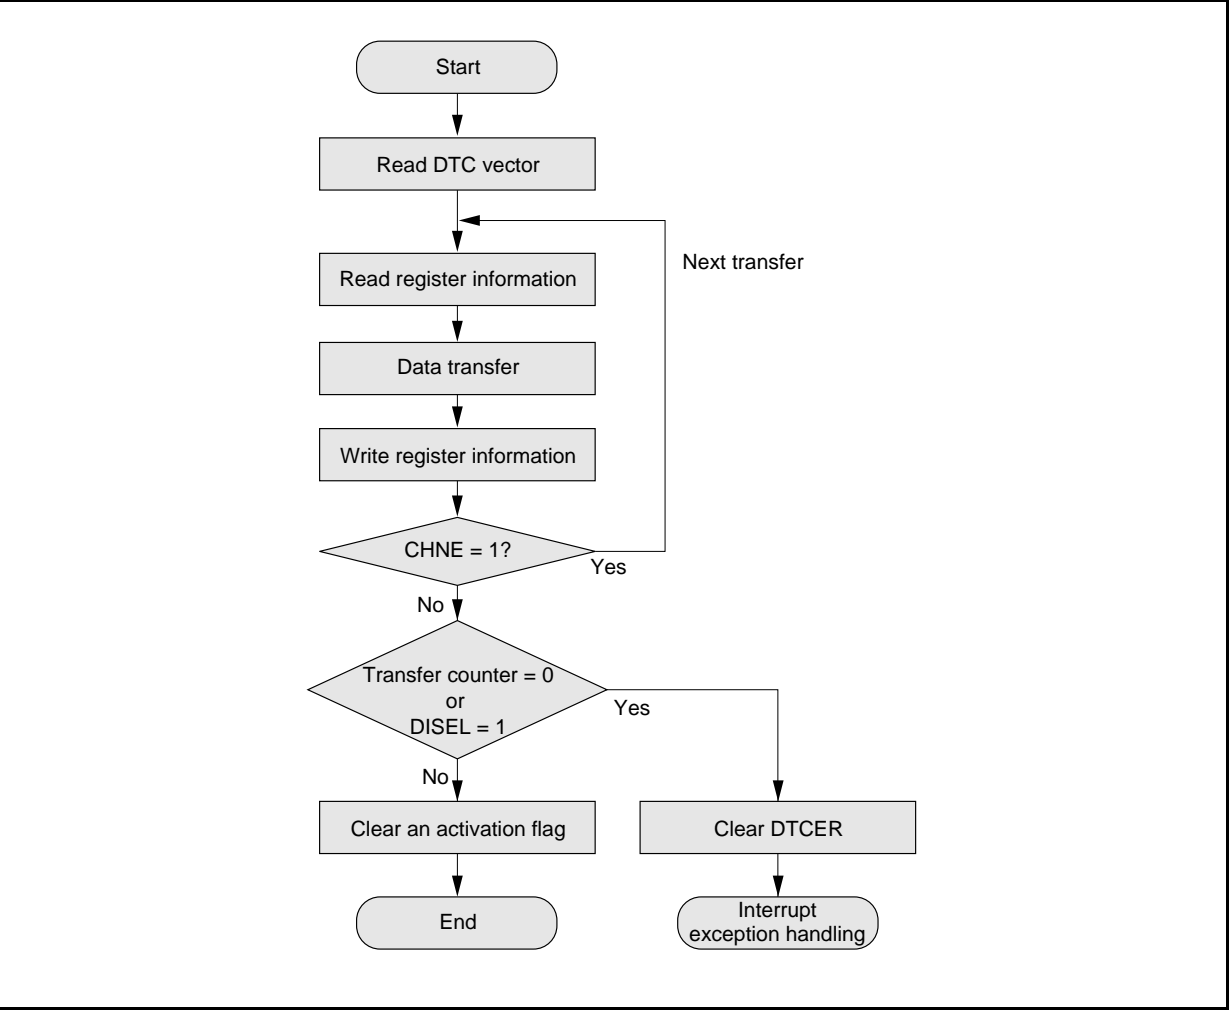 Start
Read DTC vector
Next transfer
Read register information
Data transfer
Write register information
CHNE = 1?
Yes
No
Transfer counter = 0
or
DISEL = 1
Yes
No
Clear an activation flag
Clear DTCER
End
Interrupt
exception handling